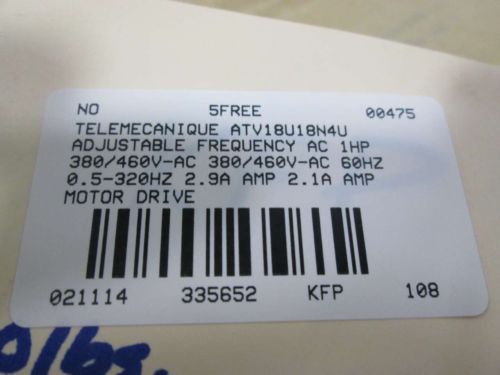 NO 5FREE 00475
TELEMECANIQUE ATV18U18N4U
ADJUSTABLE FREQUENCY AC 1HP
380/460V-AC 380/460V-AC 60HZ
0.5-320HZ 2.9A AMP 2.1A AMP
MOTOR DRIVE
021114 335652 KFP 108
lbs.